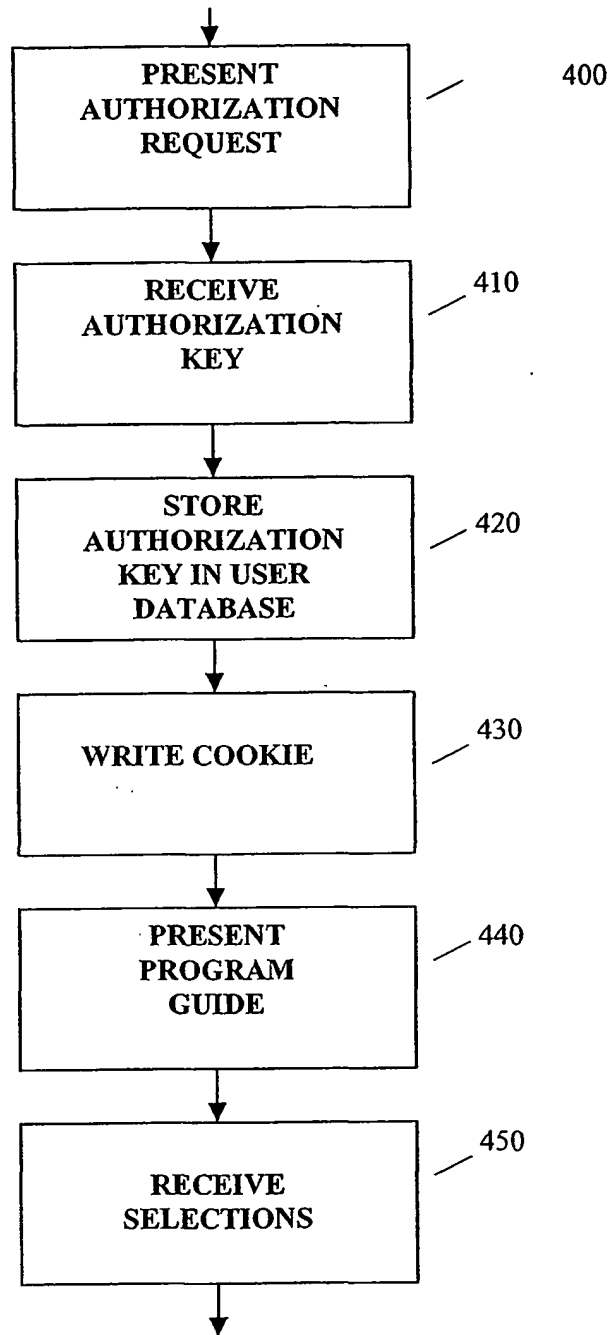 PRESENT
AUTHORIZATION
REQUEST
400
RECEIVE
AUTHORIZATION
KEY
410
STORE
AUTHORIZATION
KEY IN USER
DATABASE
420
WRITE COOKIE
430
PRESENT
PROGRAM
GUIDE
440
RECEIVE
SELECTIONS
450